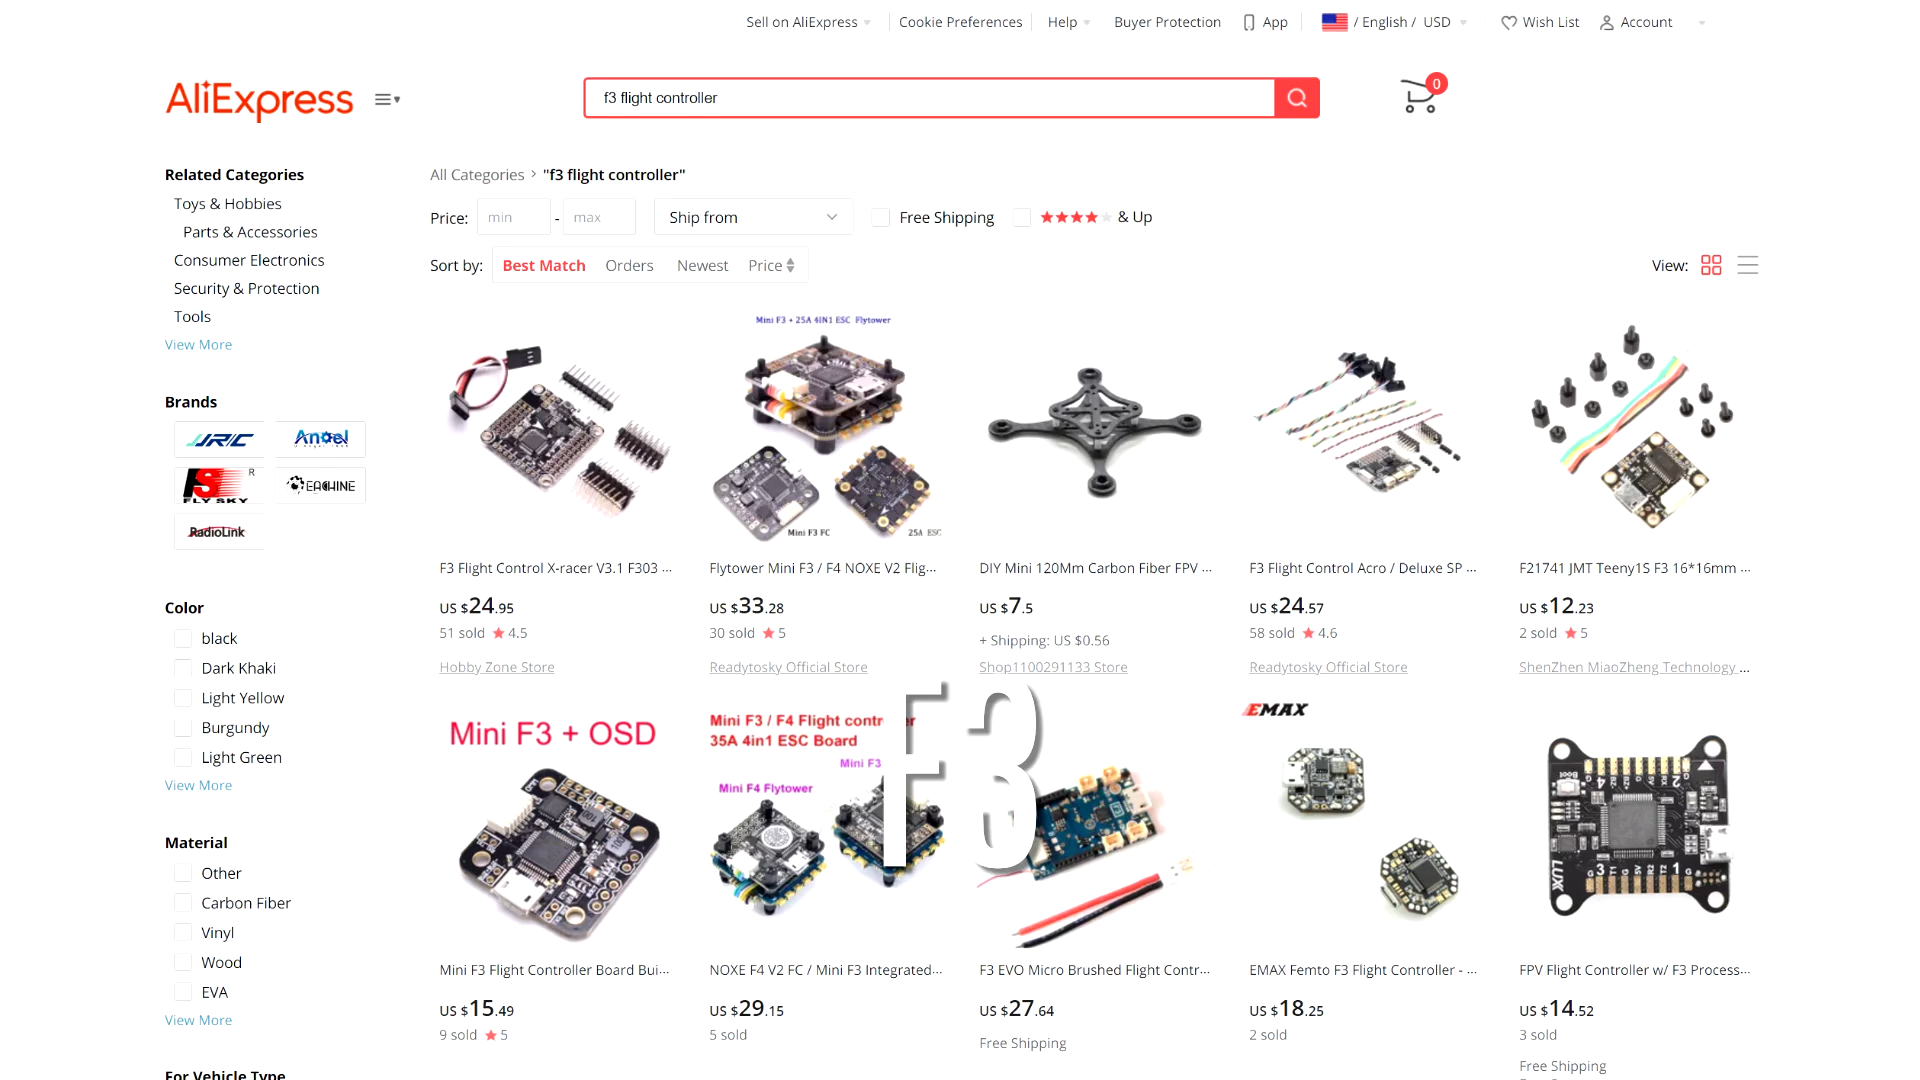 Sell on AliExpress
Cookie Preferences
Help
Buyer Protection
App
/ English / USD
Wish List
Account
AliExpress
f3 flight controller
0
Related Categories
Toys & Hobbies
Parts & Accessories
Consumer Electronics
Security & Protection
Tools
View More
Brands
JJRC
Angel
FLY SKY R
EACHINE
RadioLink
Color
black
Dark Khaki
Light Yellow
Burgundy
Light Green
View More
Material
Other
Carbon Fiber
Vinyl
Wood
EVA
View More
For Vehicle Type
All Categories > "f3 flight controller"
Price: min - max
Ship from
Free Shipping
& Up
Sort by: Best Match Orders Newest Price
View:
Mini F3 + 25A 4IN1 ESC Flytower
Mini F3 FC
25A ESC
F3 Flight Control X-racer V3.1 F303 ...
US $24.95
51 sold 4.5
Hobby Zone Store
Flytower Mini F3 / F4 NOXE V2 Flig...
US $33.28
30 sold 5
Readytosky Official Store
DIY Mini 120Mm Carbon Fiber FPV ...
US $7.5
+ Shipping: US $0.56
Shop1100291133 Store
F3 Flight Control Acro / Deluxe SP ...
US $24.57
58 sold 4.6
Readytosky Official Store
F21741 JMT Teeny1S F3 16*16mm ...
US $12.23
2 sold 5
ShenZhen MiaoZheng Technology ...
F3
Mini F3 + OSD
Mini F3 Flight Controller Board Bui...
US $15.49
9 sold 5
Mini F3 / F4 Flight contr er
35A 4in1 ESC Board
Mini F3
Mini F4 Flytower
NOXE F4 V2 FC / Mini F3 Integrated...
US $29.15
5 sold
F3 EVO Micro Brushed Flight Contr...
US $27.64
Free Shipping
EMAX
EMAX Femto F3 Flight Controller - ...
US $18.25
2 sold
Boot
LUX
FPV Flight Controller w/ F3 Process...
US $14.52
3 sold
Free Shipping